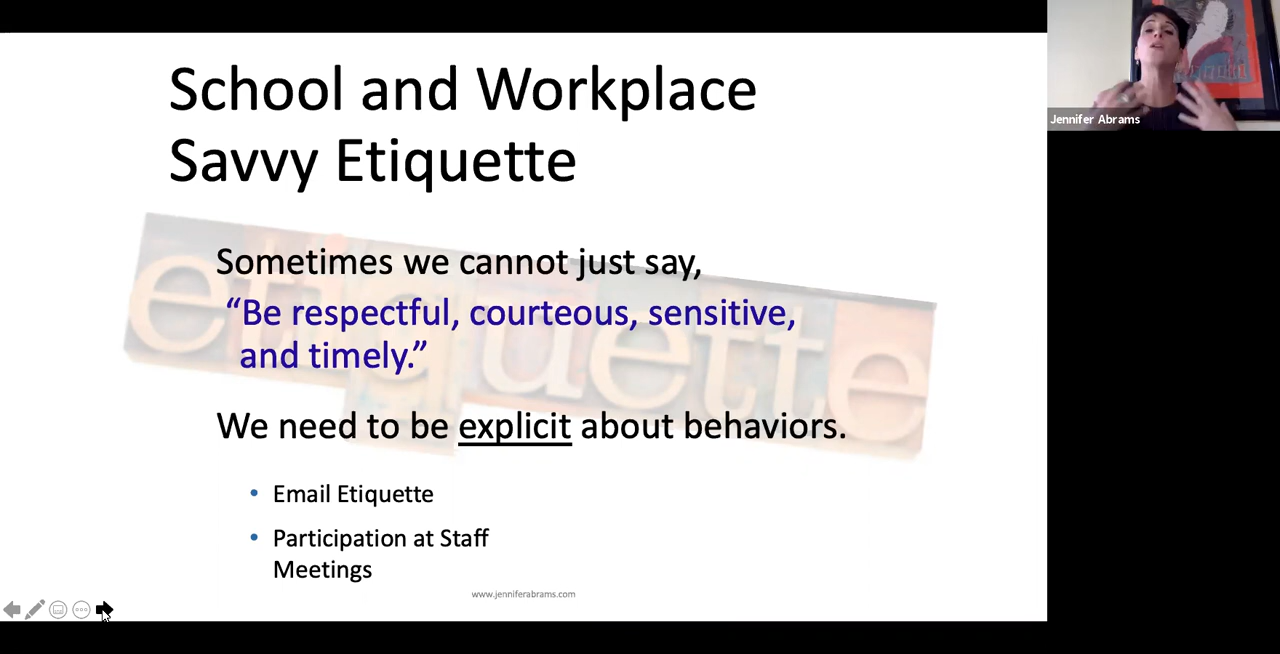 School and Workplace
Savvy Etiquette
etiquette
Sometimes we cannot just say,
“Be respectful, courteous, sensitive,
and timely.”
We need to be explicit about behaviors.
• Email Etiquette
• Participation at Staff
Meetings
www.jenniferabrams.com
Jennifer Abrams